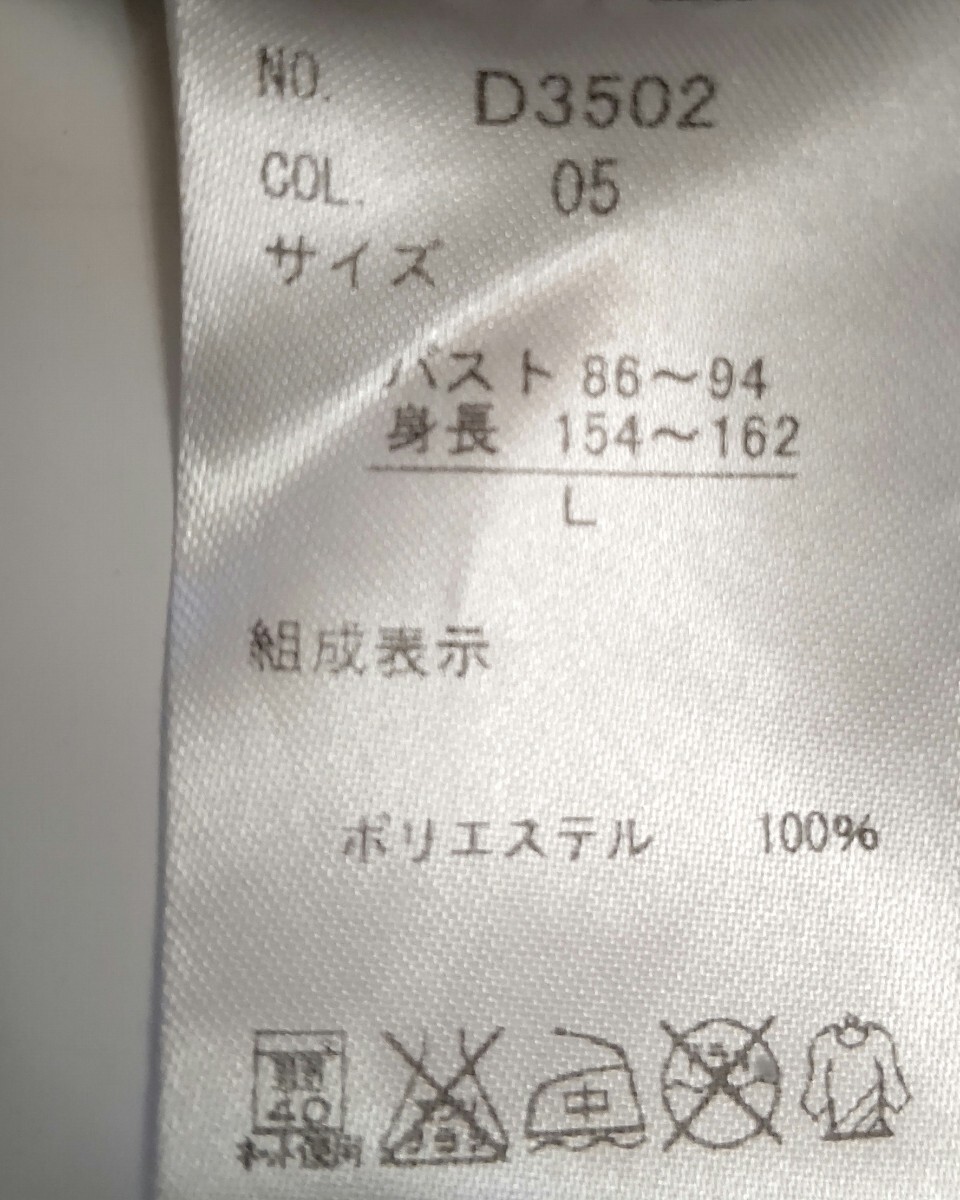 NO. D3502
COL. 05
サイズ
バスト 86～94
身長 154～162
L
組成表示
ポリエステル 100%
40 中
ネット使用